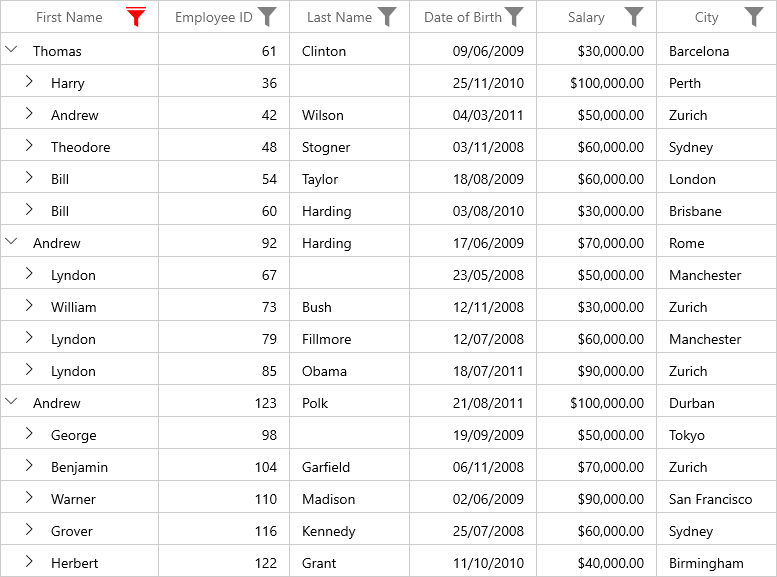 First Name Employee ID Last Name Date of Birth Salary City
Thomas 61 Clinton 09/06/2009 $30,000.00 Barcelona
Harry 36 25/11/2010 $100,000.00 Perth
Andrew 42 Wilson 04/03/2011 $50,000.00 Zurich
Theodore 48 Stogner 03/11/2008 $60,000.00 Sydney
Bill 54 Taylor 18/08/2009 $60,000.00 London
Bill 60 Harding 03/08/2010 $30,000.00 Brisbane
Andrew 92 Harding 17/06/2009 $70,000.00 Rome
Lyndon 67 23/05/2008 $50,000.00 Manchester
William 73 Bush 12/11/2008 $30,000.00 Zurich
Lyndon 79 Fillmore 12/07/2008 $60,000.00 Manchester
Lyndon 85 Obama 18/07/2011 $90,000.00 Zurich
Andrew 123 Polk 21/08/2011 $100,000.00 Durban
George 98 19/09/2009 $50,000.00 Tokyo
Benjamin 104 Garfield 06/11/2008 $70,000.00 Zurich
Warner 110 Madison 02/06/2009 $90,000.00 San Francisco
Grover 116 Kennedy 25/07/2008 $60,000.00 Sydney
Herbert 122 Grant 11/10/2010 $40,000.00 Birmingham